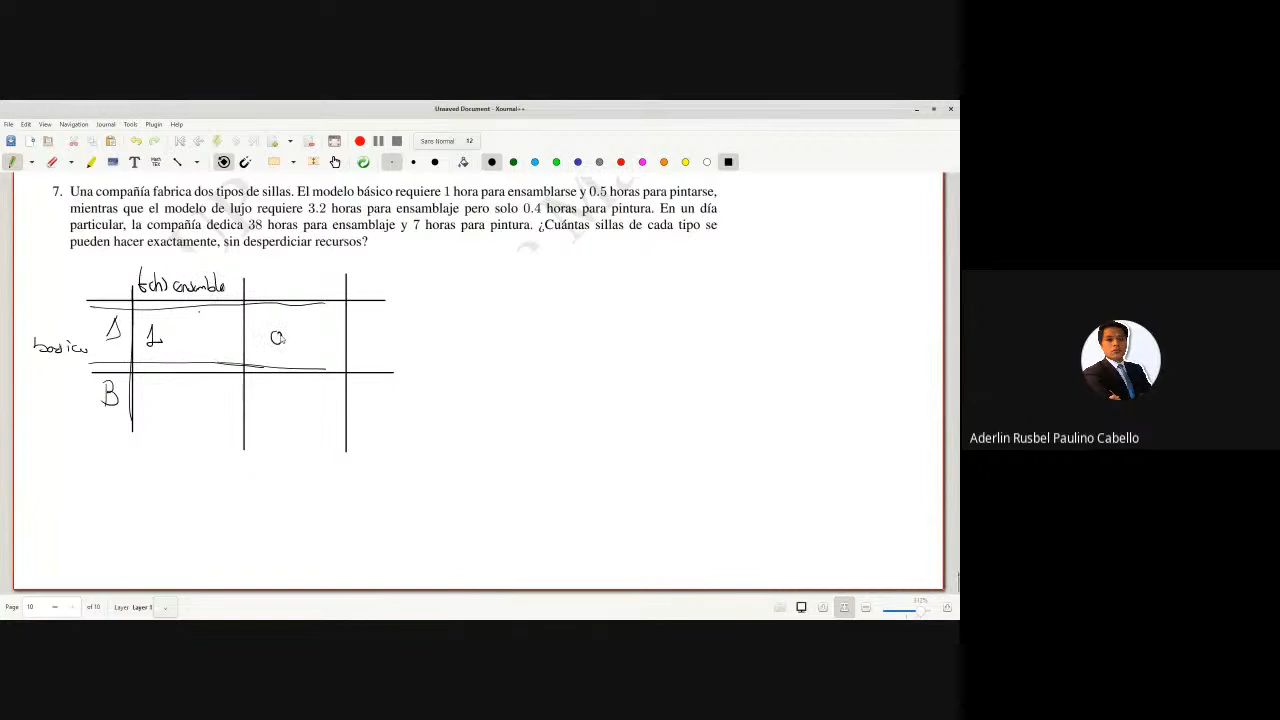 Unsaved Document - Xournal++
File Edit View Navigation Journal Tools Plugin Help
Sans Normal 12
7. Una compañía fabrica dos tipos de sillas. El modelo básico requiere 1 hora para ensamblarse y 0.5 horas para pintarse,
mientras que el modelo de lujo requiere 3.2 horas para ensamblaje pero solo 0.4 horas para pintura. En un día
particular, la compañía dedica 38 horas para ensamblaje y 7 horas para pintura. ¿Cuántas sillas de cada tipo se
pueden hacer exactamente, sin desperdiciar recursos?
t(h) ensamble
A 1 0
basico
B
Aderlin Rusbel Paulino Cabello
Page 10 of 10 Layer Layer 1
312%